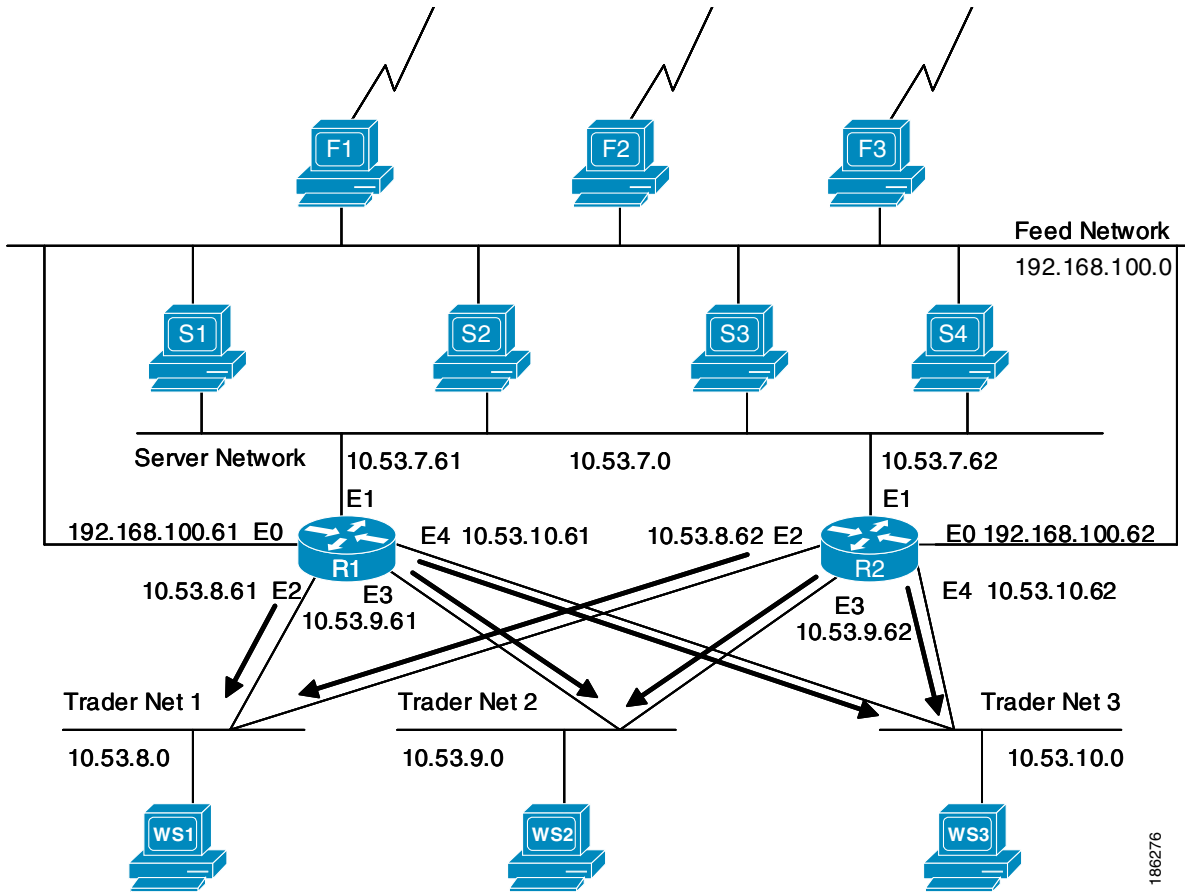 F1
F2
F3
Feed Network
192.168.100.0
S1
S2
S3
S4
Server Network
10.53.7.61
10.53.7.0
10.53.7.62
E1
E1
192.168.100.61 E0
E4 10.53.10.61
10.53.8.62 E2
E0 192.168.100.62
R1
R2
10.53.8.61 E2
E3
10.53.9.61
E3
10.53.9.62
E4 10.53.10.62
Trader Net 1
Trader Net 2
Trader Net 3
10.53.8.0
10.53.9.0
10.53.10.0
WS1
WS2
WS3
186276